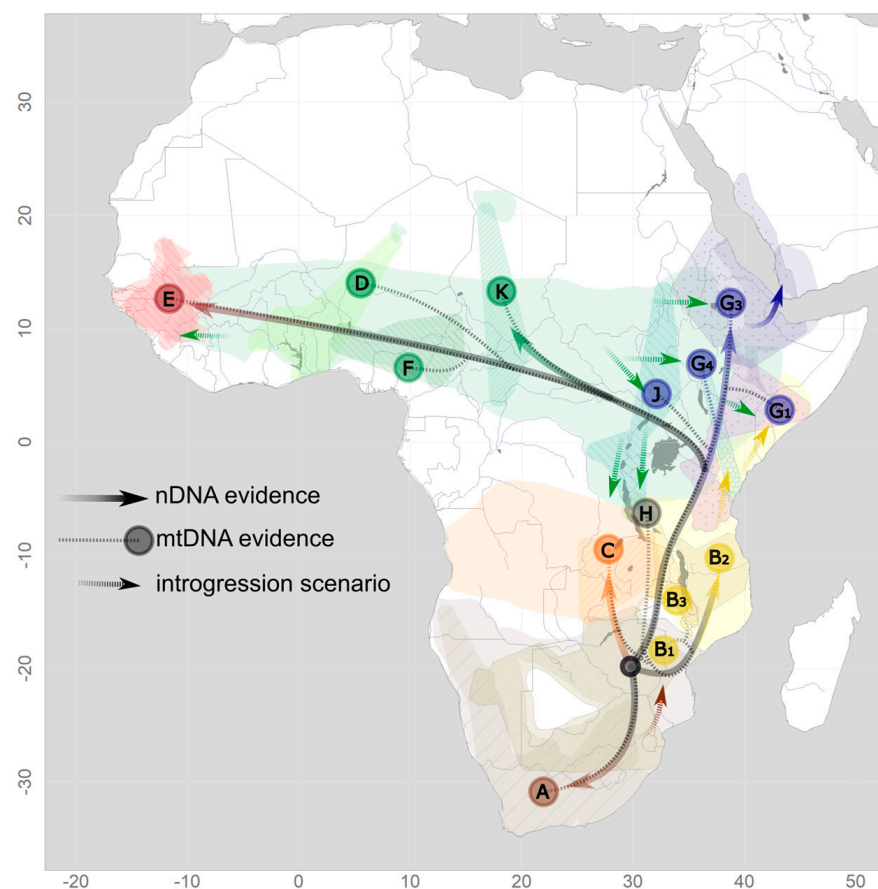 30
20
10
0
-10
-20
-30
E
D
K
F
G3
G4
J
G1
H
C
B2
B3
B1
A
nDNA evidence
mtDNA evidence
introgression scenario
-20
-10
0
10
20
30
40
50